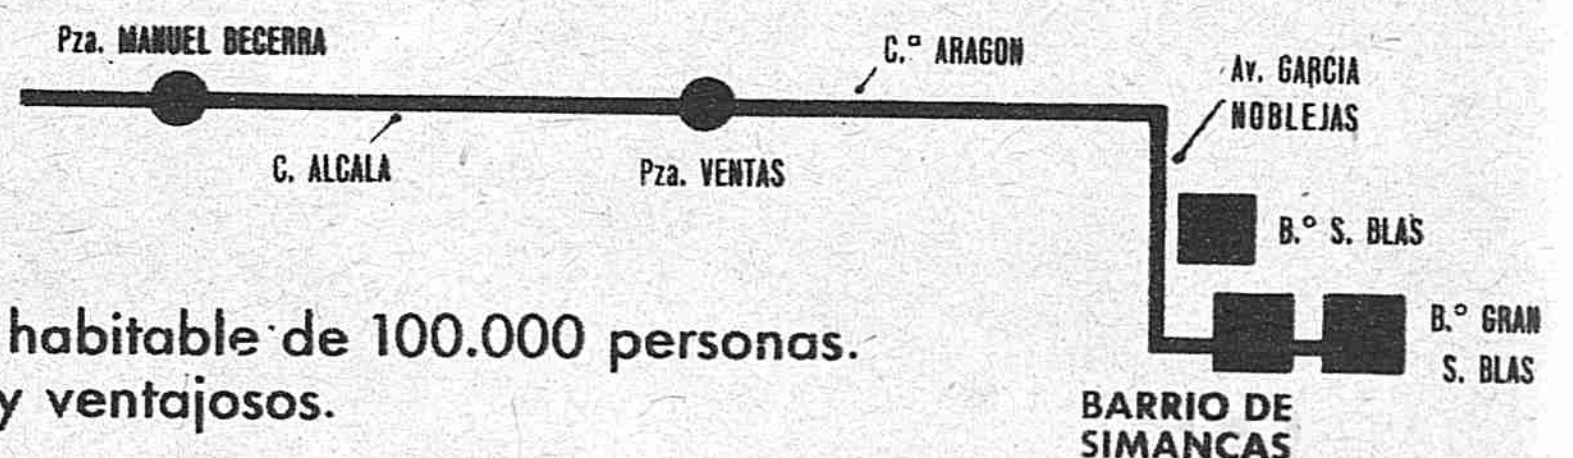 Pza. MANUEL BECERRA
C.ª ARAGON
Av. GARCIA
NOBLEJAS
C. ALCALA
Pza. VENTAS
B.° S. BLAS
B.° GRAN
S. BLAS
habitable de 100.000 personas.
y ventajosos.
BARRIO DE
SIMANCAS